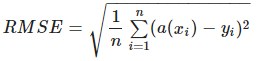 RMSE = \sqrt{\frac{1}{n} \sum_{i=1}^{n} (a(x_i) - y_i)^2}